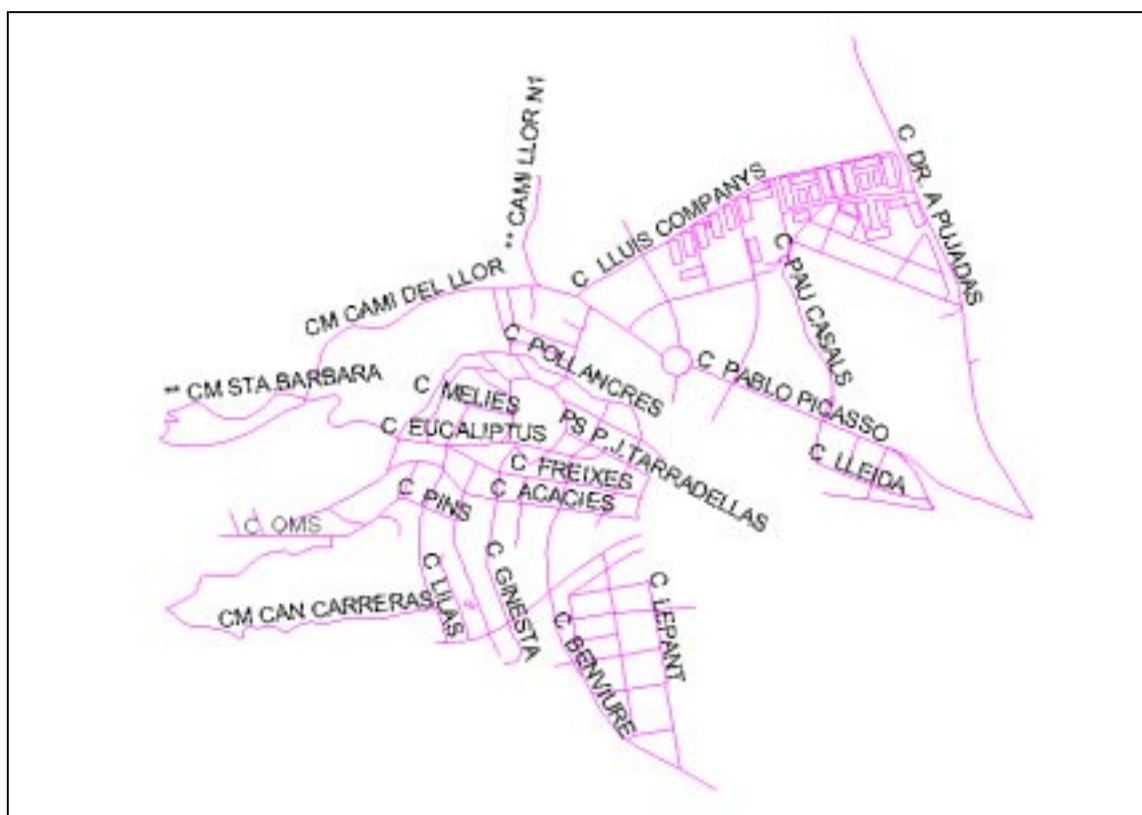 ** CAMI LLOR N1
C DR. A PUJADAS
C LLUIS COMPANYS
CM CAMI DEL LLOR
C PAU CASALS
C POLLANCRES
C PABLO PICASSO
** CM STA.BARBARA
C MELIES
C EUCALIPTUS
PS P.J.TARRADELLAS
C FREIXES
C LLEIDA
C PINS
C ACACIES
C OMS
C LILAS
C GINESTA
C LEPANT
CM CAN CARRERAS
C BENVIURE